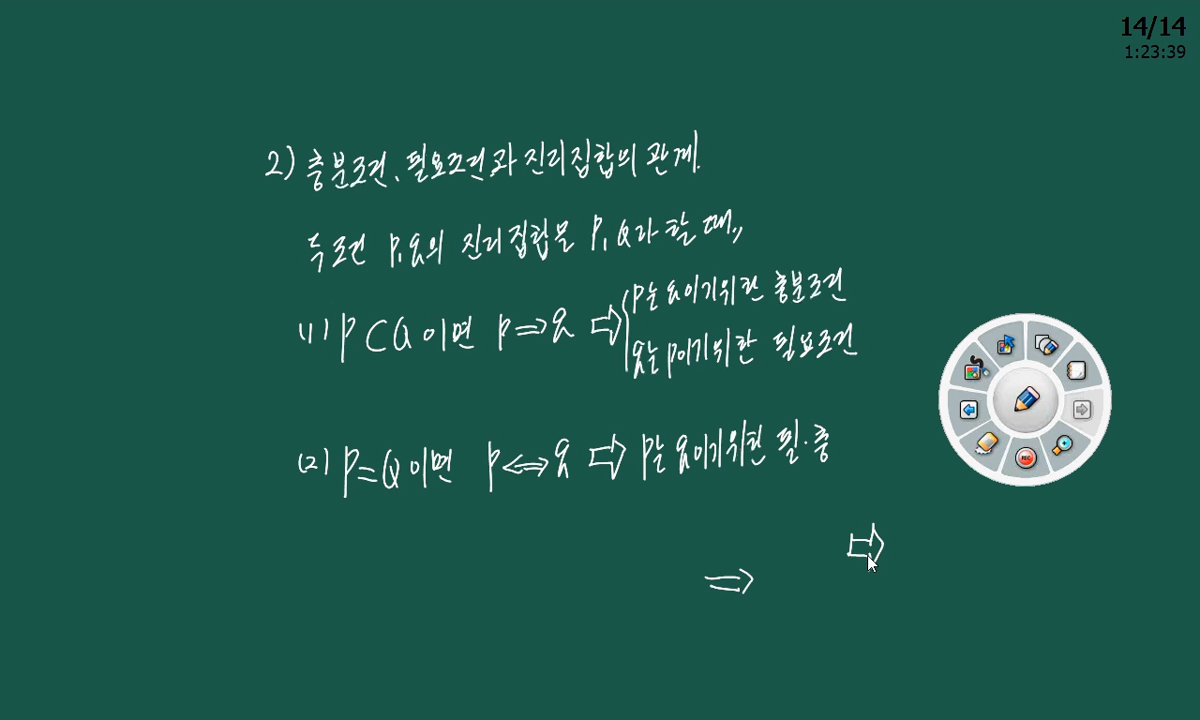 14/14
1:23:39
2) 충분조건, 필요조건과 진리집합의 관계.
두 조건 p, q의 진리집합을 P, Q라 할 때,,
(1) P⊂Q 이면 p⇒q ⇨ p는 q이기위한 충분조건
q는 p이기위한 필요조건
(2) P=Q 이면 p⇔q ⇨ p는 q이기위한 필·충
⇨
⇒
REC